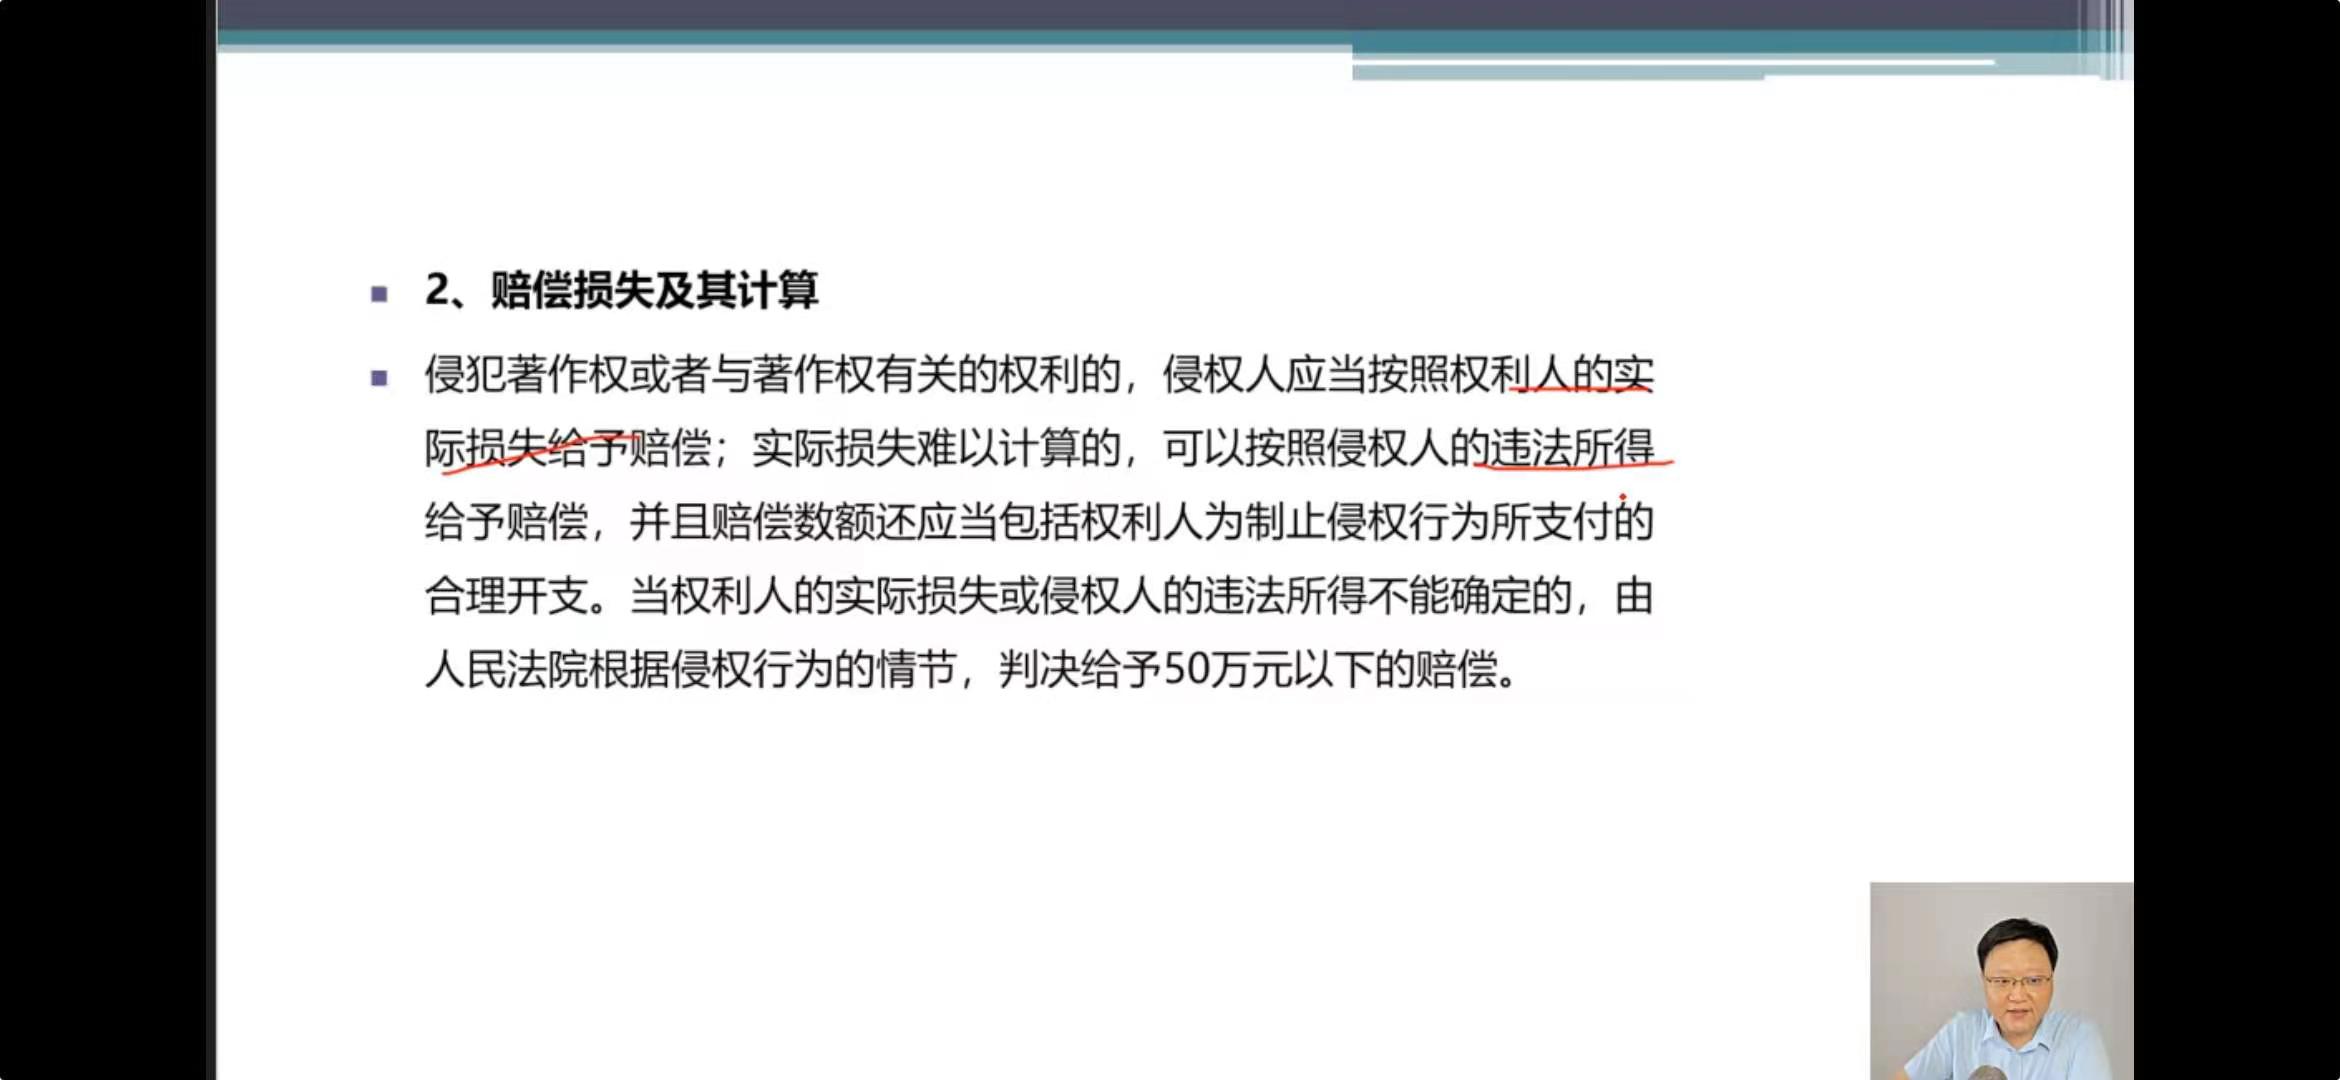 2、赔偿损失及其计算
侵犯著作权或者与著作权有关的权利的，侵权人应当按照权利人的实
际损失给予赔偿；实际损失难以计算的，可以按照侵权人的违法所得
给予赔偿，并且赔偿数额还应当包括权利人为制止侵权行为所支付的
合理开支。当权利人的实际损失或侵权人的违法所得不能确定的，由
人民法院根据侵权行为的情节，判决给予50万元以下的赔偿。